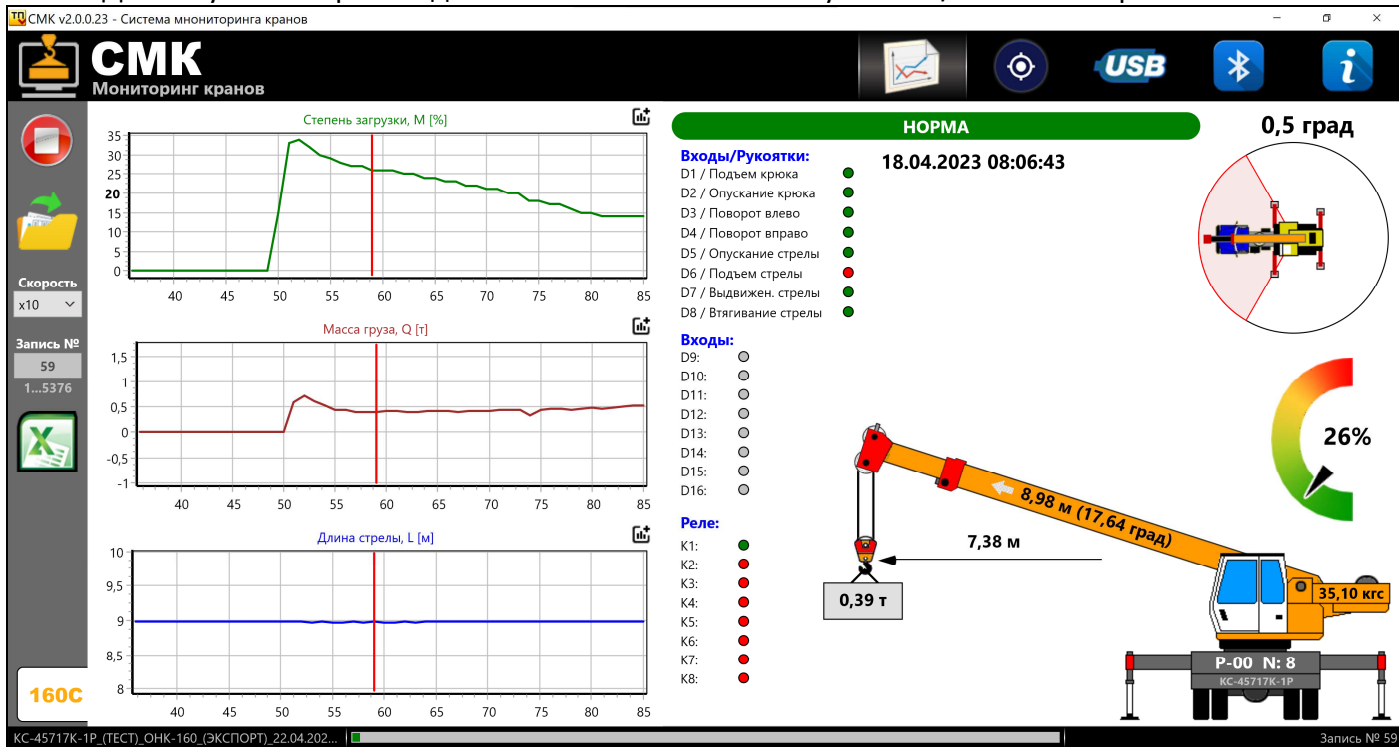 СМК v2.0.0.23 - Система мнониторинга кранов
СМК
Мониторинг кранов
USB
i
Скорость
x10
Запись №
59
1...5376
160С
Степень загрузки, М [%]
35
30
25
20
15
10
5
0
40 45 50 55 60 65 70 75 80 85
Масса груза, Q [т]
1,5
1
0,5
0
-0,5
-1
40 45 50 55 60 65 70 75 80 85
Длина стрелы, L [м]
10
9,5
9
8,5
8
40 45 50 55 60 65 70 75 80 85
НОРМА
Входы/Рукоятки:
18.04.2023 08:06:43
D1 / Подъем крюка
D2 / Опускание крюка
D3 / Поворот влево
D4 / Поворот вправо
D5 / Опускание стрелы
D6 / Подъем стрелы
D7 / Выдвижен. стрелы
D8 / Втягивание стрелы
Входы:
D9:
D10:
D11:
D12:
D13:
D14:
D15:
D16:
Реле:
K1:
K2:
K3:
K4:
K5:
K6:
K7:
K8:
0,5 град
26%
8,98 м (17,64 град)
7,38 м
0,39 т
35,10 кгс
Р-00 N: 8
КС-45717К-1Р
КС-45717К-1Р_(ТЕСТ)_ОНК-160_(ЭКСПОРТ)_22.04.202...
Запись № 59